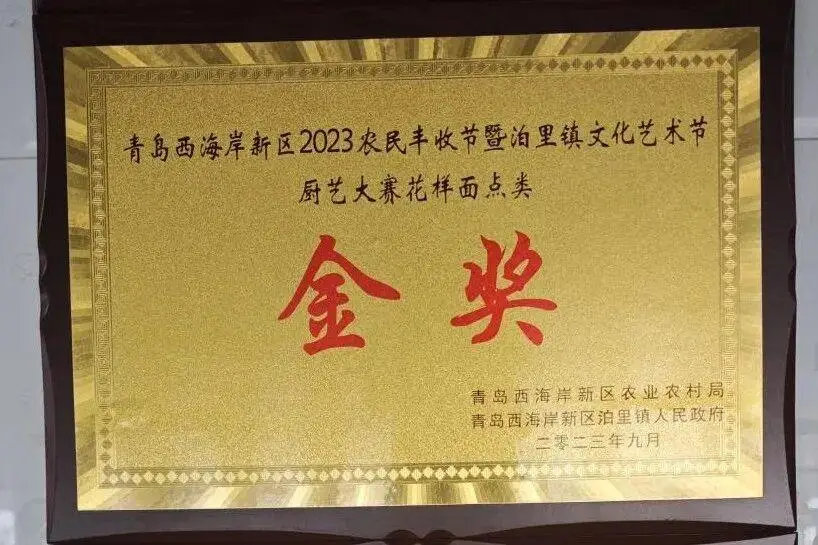 青岛西海岸新区2023农民丰收节暨泊里镇文化艺术节
厨艺大赛花样面点类
金奖
青岛西海岸新区农业农村局
青岛西海岸新区泊里镇人民政府
二零二三年九月